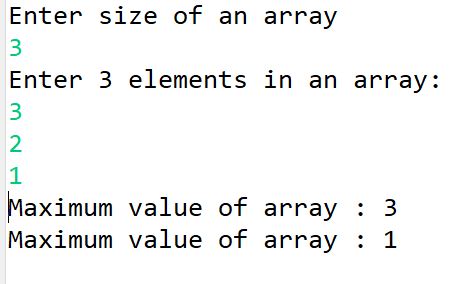 Enter size of an array
3
Enter 3 elements in an array:
3
2
1
Maximum value of array : 3
Maximum value of array : 1